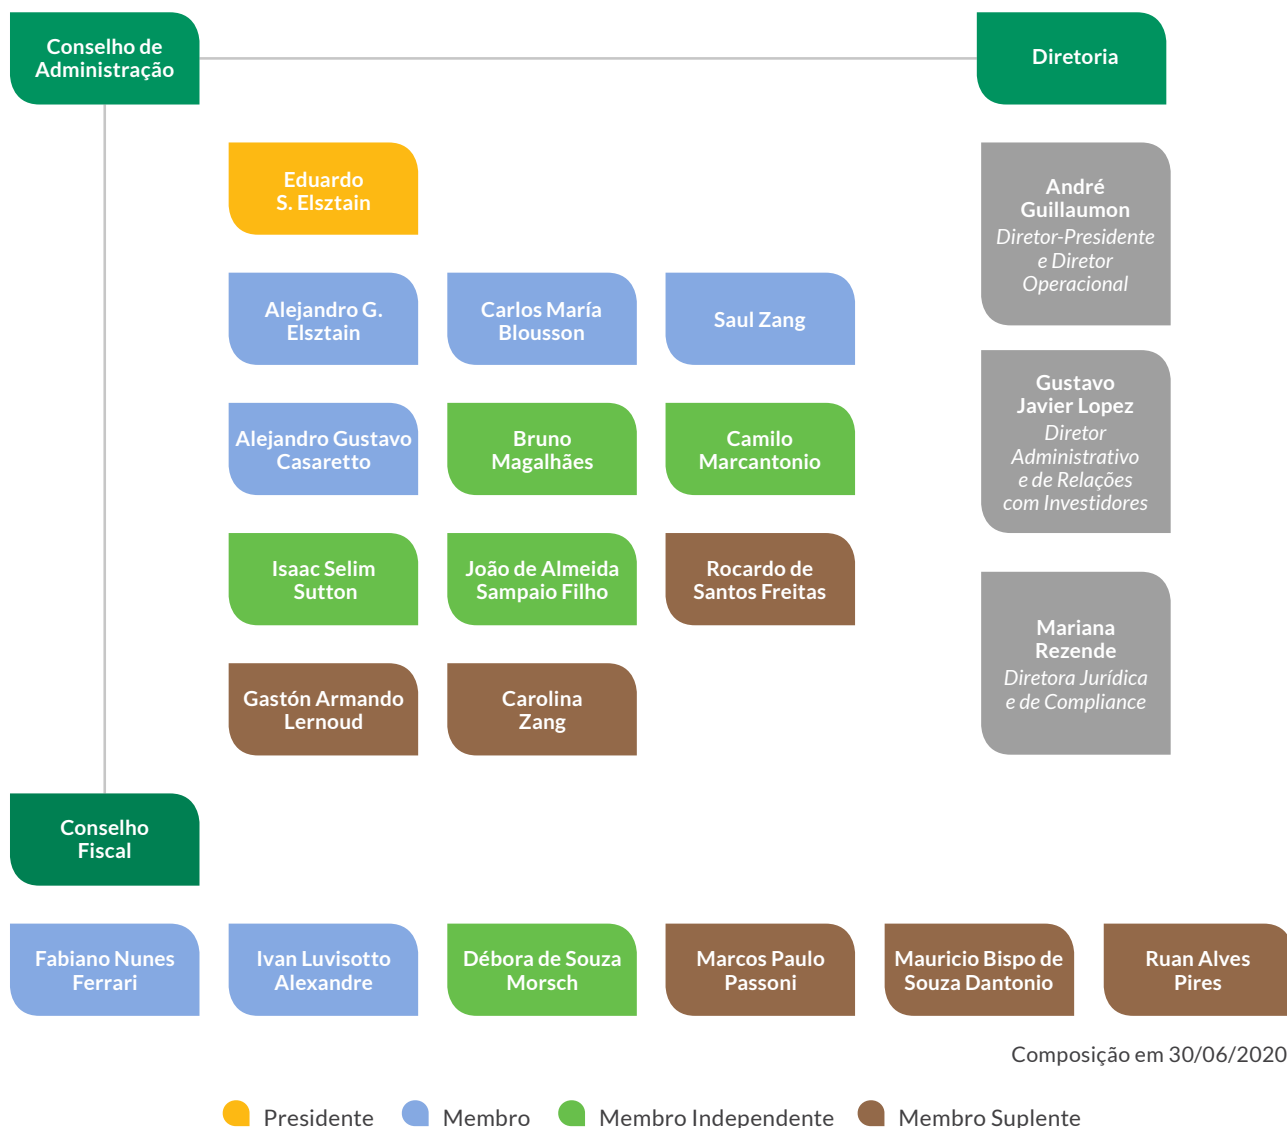 Conselho de
Administração
Diretoria
Eduardo
S. Elsztain
Alejandro G.
Elsztain
Carlos María
Blousson
Saul Zang
Alejandro Gustavo
Casaretto
Bruno
Magalhães
Camilo
Marcantonio
Isaac Selim
Sutton
João de Almeida
Sampaio Filho
Rocardo de
Santos Freitas
Gastón Armando
Lernoud
Carolina
Zang
André
Guillaumon
Diretor-Presidente
e Diretor
Operacional
Gustavo
Javier Lopez
Diretor
Administrativo
e de Relações
com Investidores
Mariana
Rezende
Diretora Jurídica
e de Compliance
Conselho
Fiscal
Fabiano Nunes
Ferrari
Ivan Luvisotto
Alexandre
Débora de Souza
Morsch
Marcos Paulo
Passoni
Mauricio Bispo de
Souza Dantonio
Ruan Alves
Pires
Composição em 30/06/2020
Presidente
Membro
Membro Independente
Membro Suplente